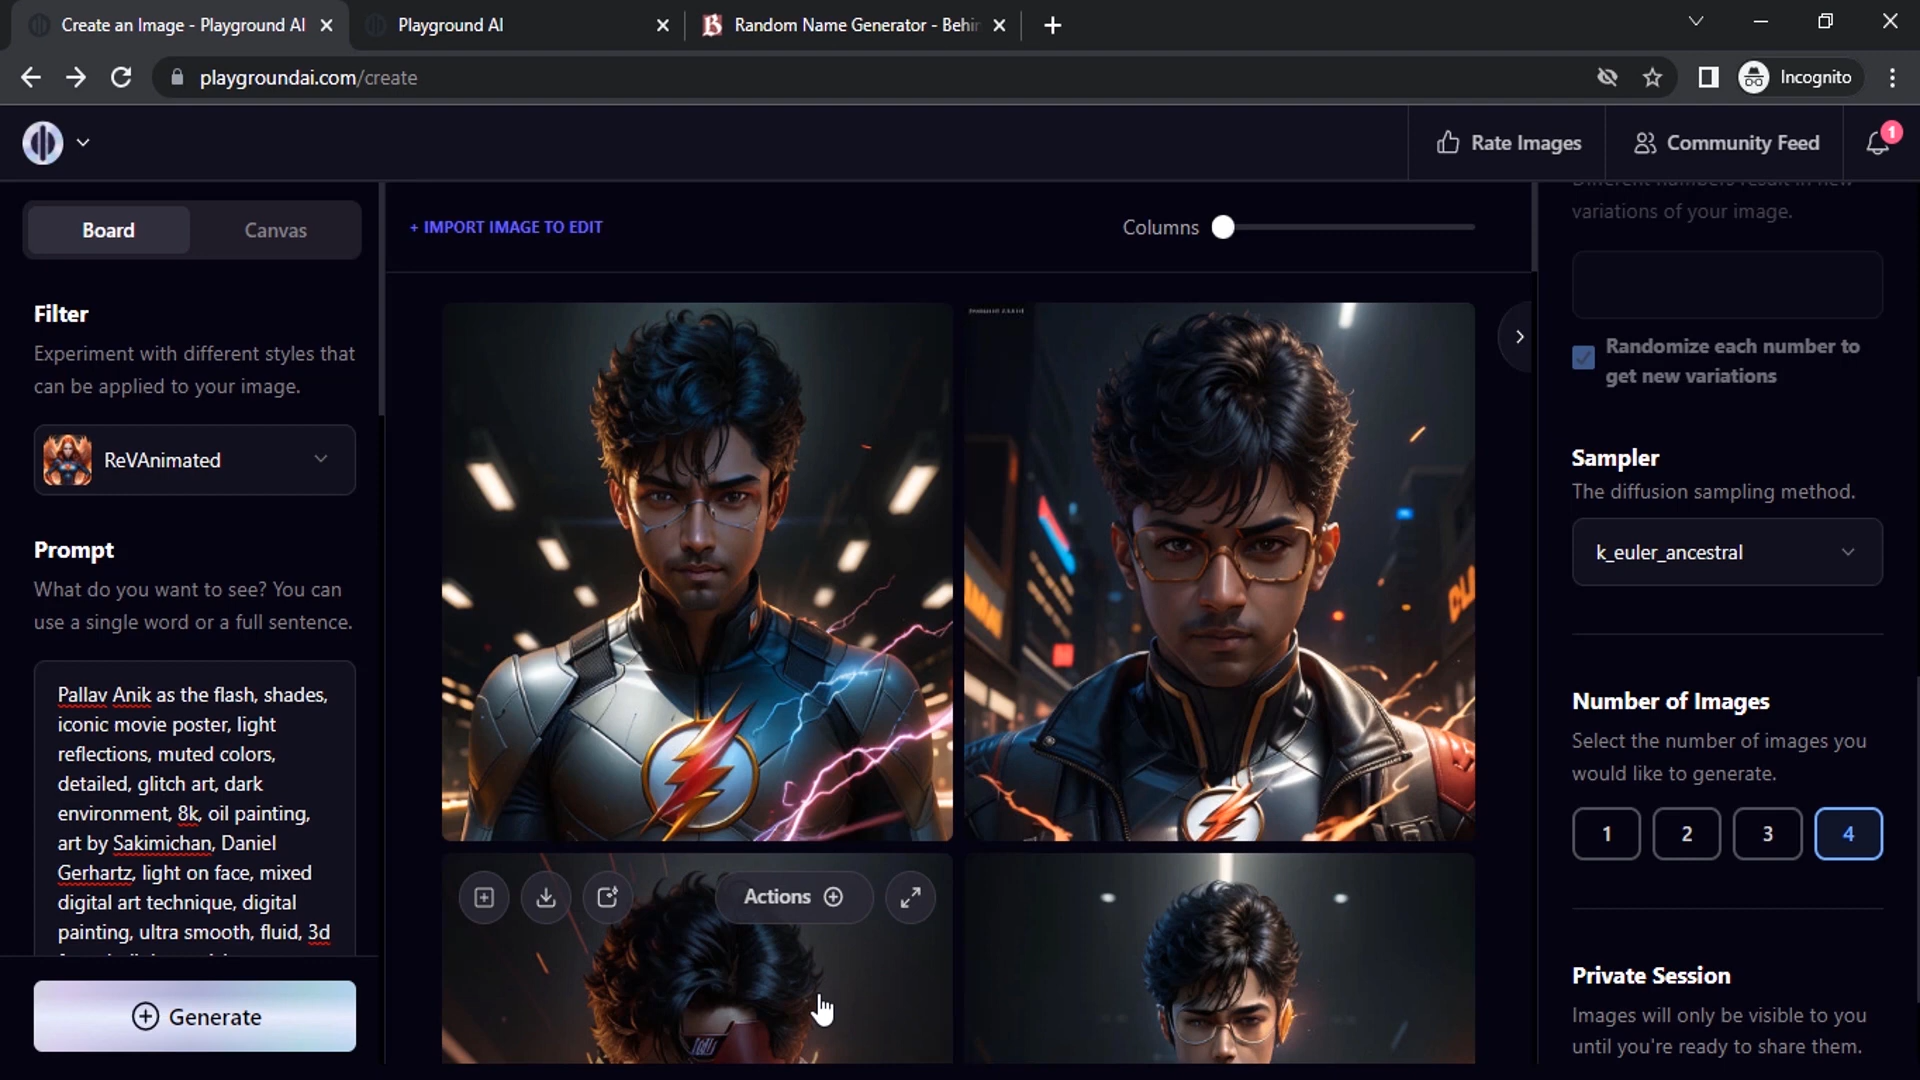 Create an Image - Playground AI
Playground AI
Random Name Generator - Behin
playgroundai.com/create
Incognito
Rate Images
Community Feed
1
Board
Canvas
+ IMPORT IMAGE TO EDIT
Columns
Different numbers result in new
variations of your image.
Filter
Experiment with different styles that
can be applied to your image.
Randomize each number to
get new variations
ReVAnimated
Sampler
The diffusion sampling method.
k_euler_ancestral
Prompt
What do you want to see? You can
use a single word or a full sentence.
Pallav Anik as the flash, shades,
iconic movie poster, light
reflections, muted colors,
detailed, glitch art, dark
environment, 8k, oil painting,
art by Sakimichan, Daniel
Gerhartz, light on face, mixed
digital art technique, digital
painting, ultra smooth, fluid, 3d
Number of Images
Select the number of images you
would like to generate.
1
2
3
4
Actions
Private Session
Images will only be visible to you
until you're ready to share them.
Generate